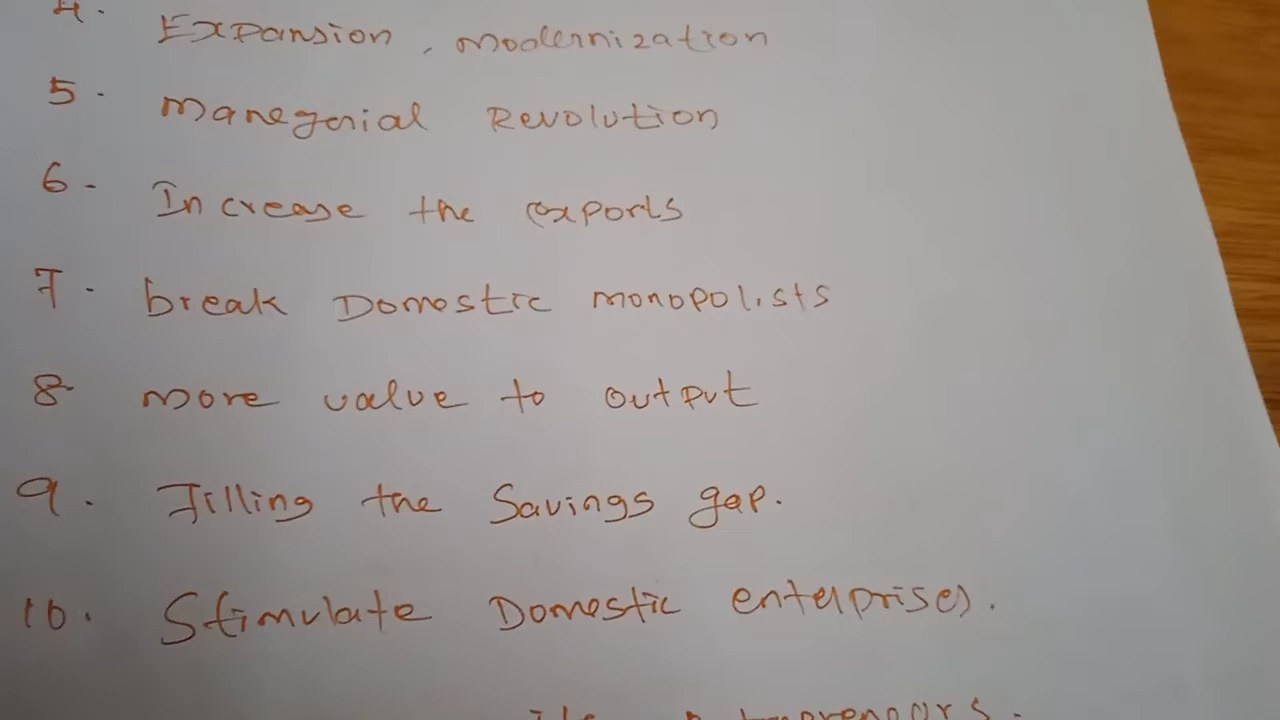 4. Expansion, modernization
5. Manegerial Revolution
6. Increase the exports
7. break Domestic monopolists
8 more value to output
9. Filling the Savings gap.
10. Stimulate Domestic enterprises.